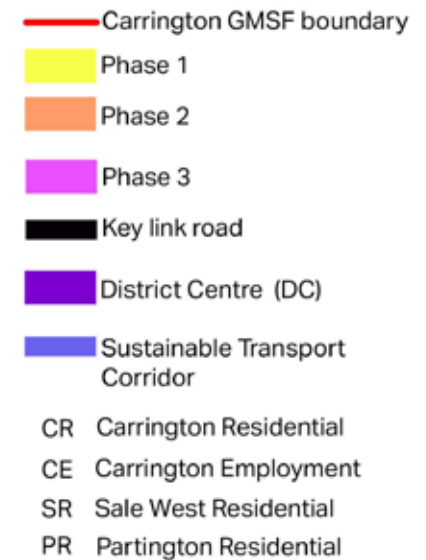 Carrington GMSF boundary
Phase 1
Phase 2
Phase 3
Key link road
District Centre (DC)
Sustainable Transport
Corridor
CR Carrington Residential
CE Carrington Employment
SR Sale West Residential
PR Partington Residential